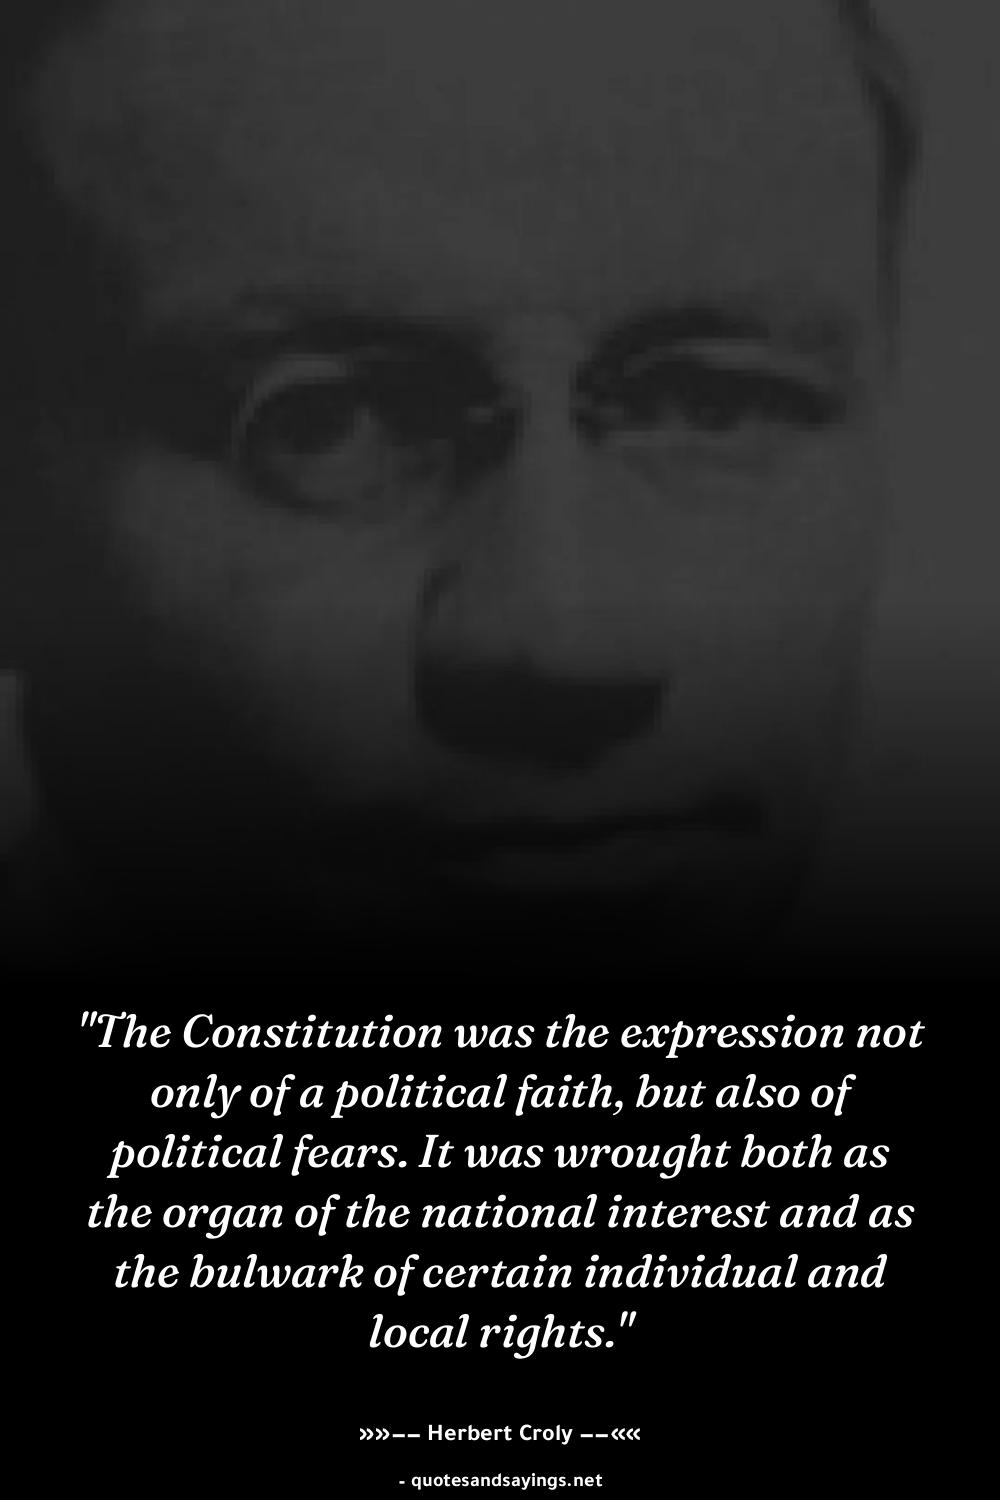 "The Constitution was the expression not
only of a political faith, but also of
political fears. It was wrought both as
the organ of the national interest and as
the bulwark of certain individual and
local rights."
»»—— Herbert Croly ——««
- quotesandsayings.net